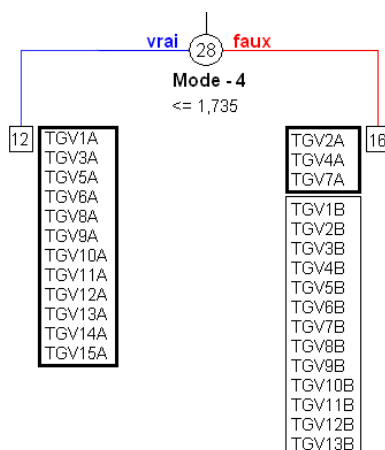 vrai 28 faux
Mode - 4
<= 1,735
12
TGV1A
TGV3A
TGV5A
TGV6A
TGV8A
TGV9A
TGV10A
TGV11A
TGV12A
TGV13A
TGV14A
TGV15A
TGV2A
TGV4A
TGV7A
16
TGV1B
TGV2B
TGV3B
TGV4B
TGV5B
TGV6B
TGV7B
TGV8B
TGV9B
TGV10B
TGV11B
TGV12B
TGV13B